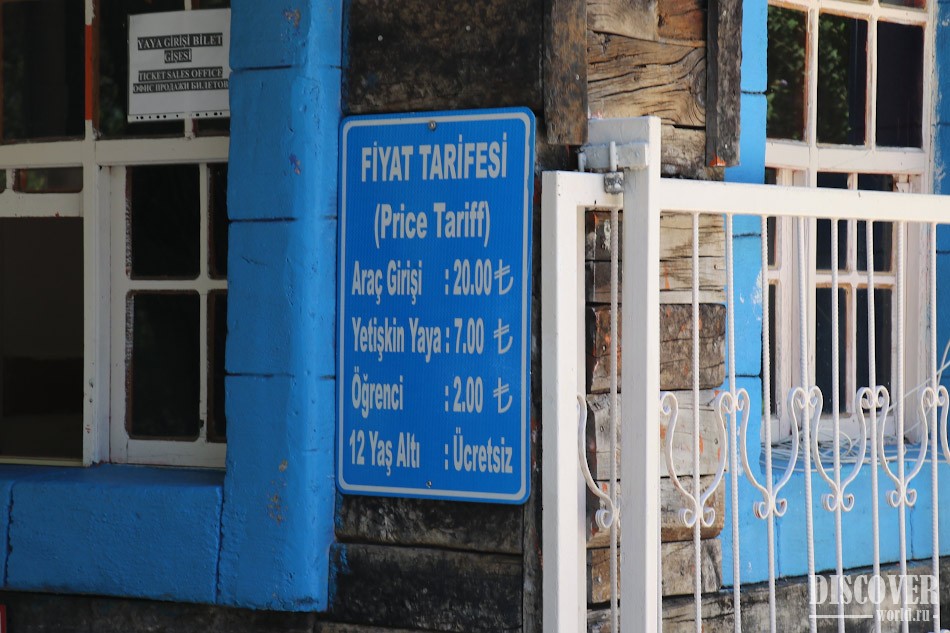 YAYA GİRİŞİ BİLET
GİŞESİ
TICKET SALES OFFICE
ОФИС ПРОДАЖИ БИЛЕТОВ
FİYAT TARİFESİ
(Price Tariff)
Araç Girişi : 20.00 ₺
Yetişkin Yaya : 7.00 ₺
Öğrenci : 2.00 ₺
12 Yaş Altı : Ücretsiz
DISCOVER
world.ru